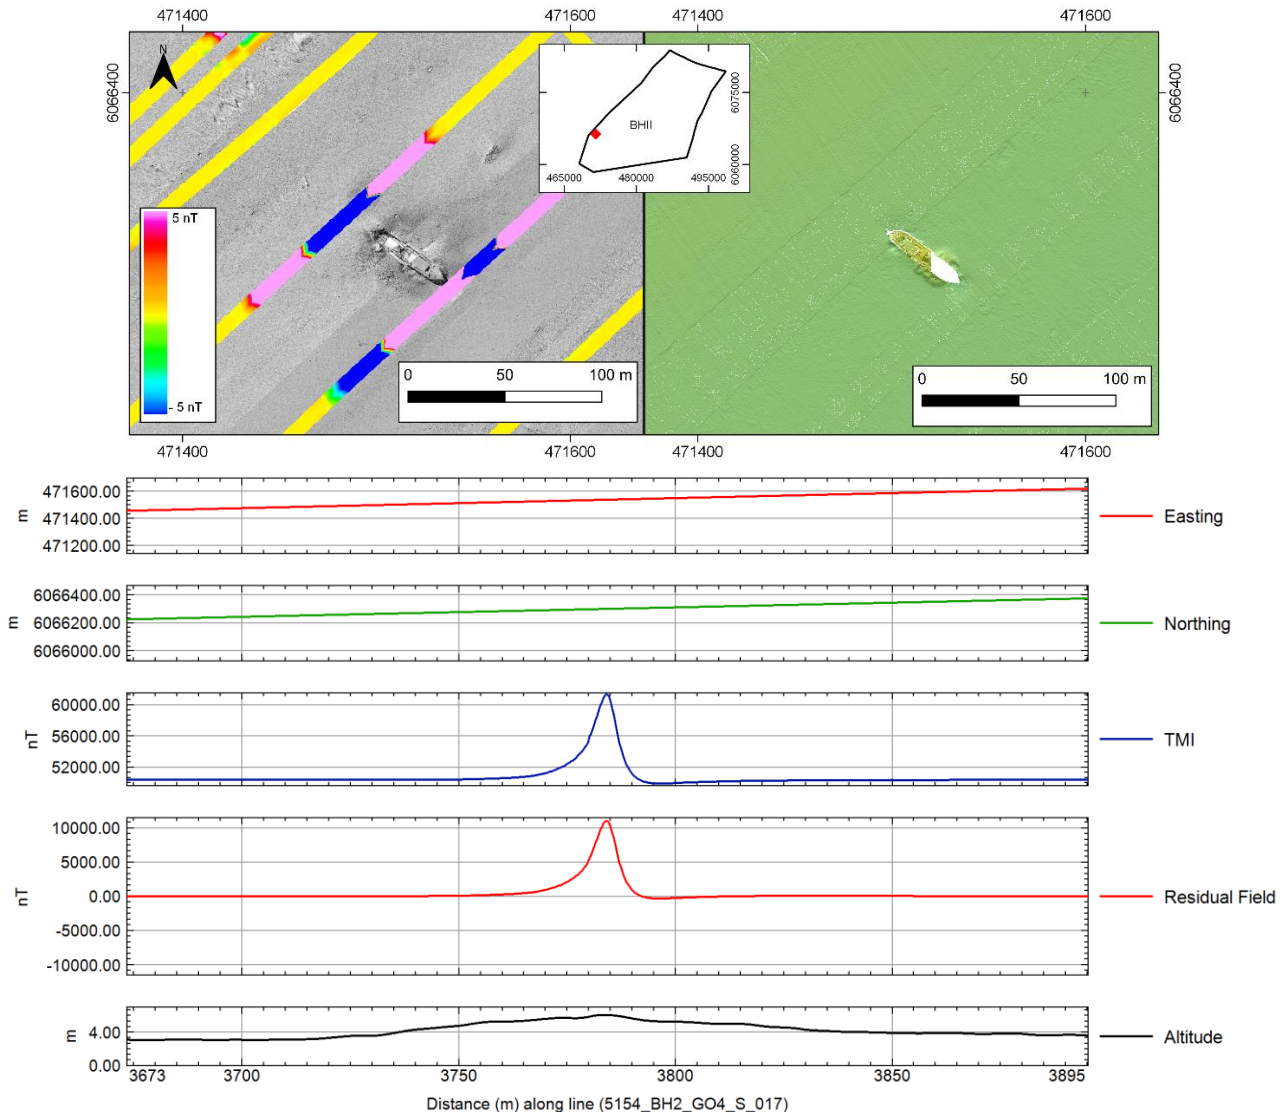 471400 471600 471400 471600
N
6066400
6066400
BHII
6075000
6060000
465000 480000 495000
5 nT
- 5 nT
0 50 100 m
0 50 100 m
471400 471600 471400 471600
471600.00
471400.00
471200.00
m
Easting
6066400.00
6066200.00
6066000.00
m
Northing
60000.00
56000.00
52000.00
nT
TMI
10000.00
5000.00
0.00
-5000.00
-10000.00
nT
Residual Field
4.00
0.00
m
Altitude
3673 3700 3750 3800 3850 3895
Distance (m) along line (5154_BH2_GO4_S_017)